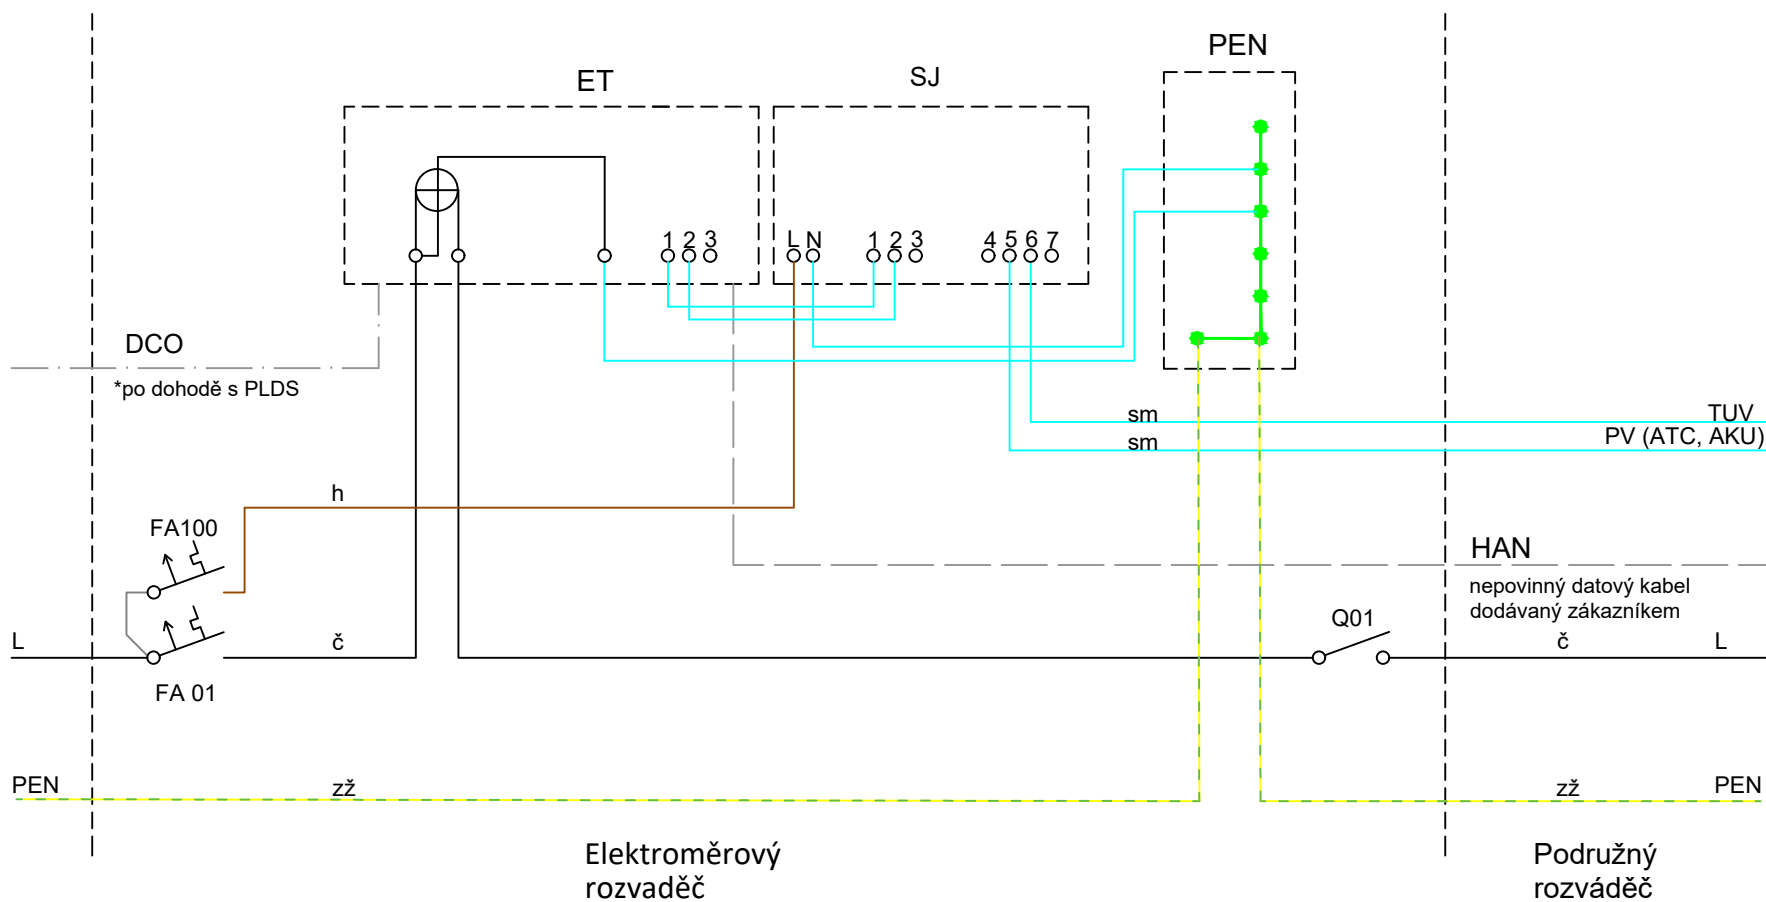 PEN
ET
SJ
1 2 3
L N
1 2 3
4 5 6 7
DCO
*po dohodě s PLDS
sm
TUV
sm
PV (ATC, AKU)
h
FA100
HAN
nepovinný datový kabel
dodávaný zákazníkem
Q01
L
č
č
L
FA 01
PEN
zž
zž
PEN
Elektroměrový
rozvaděč
Podružný
rozváděč